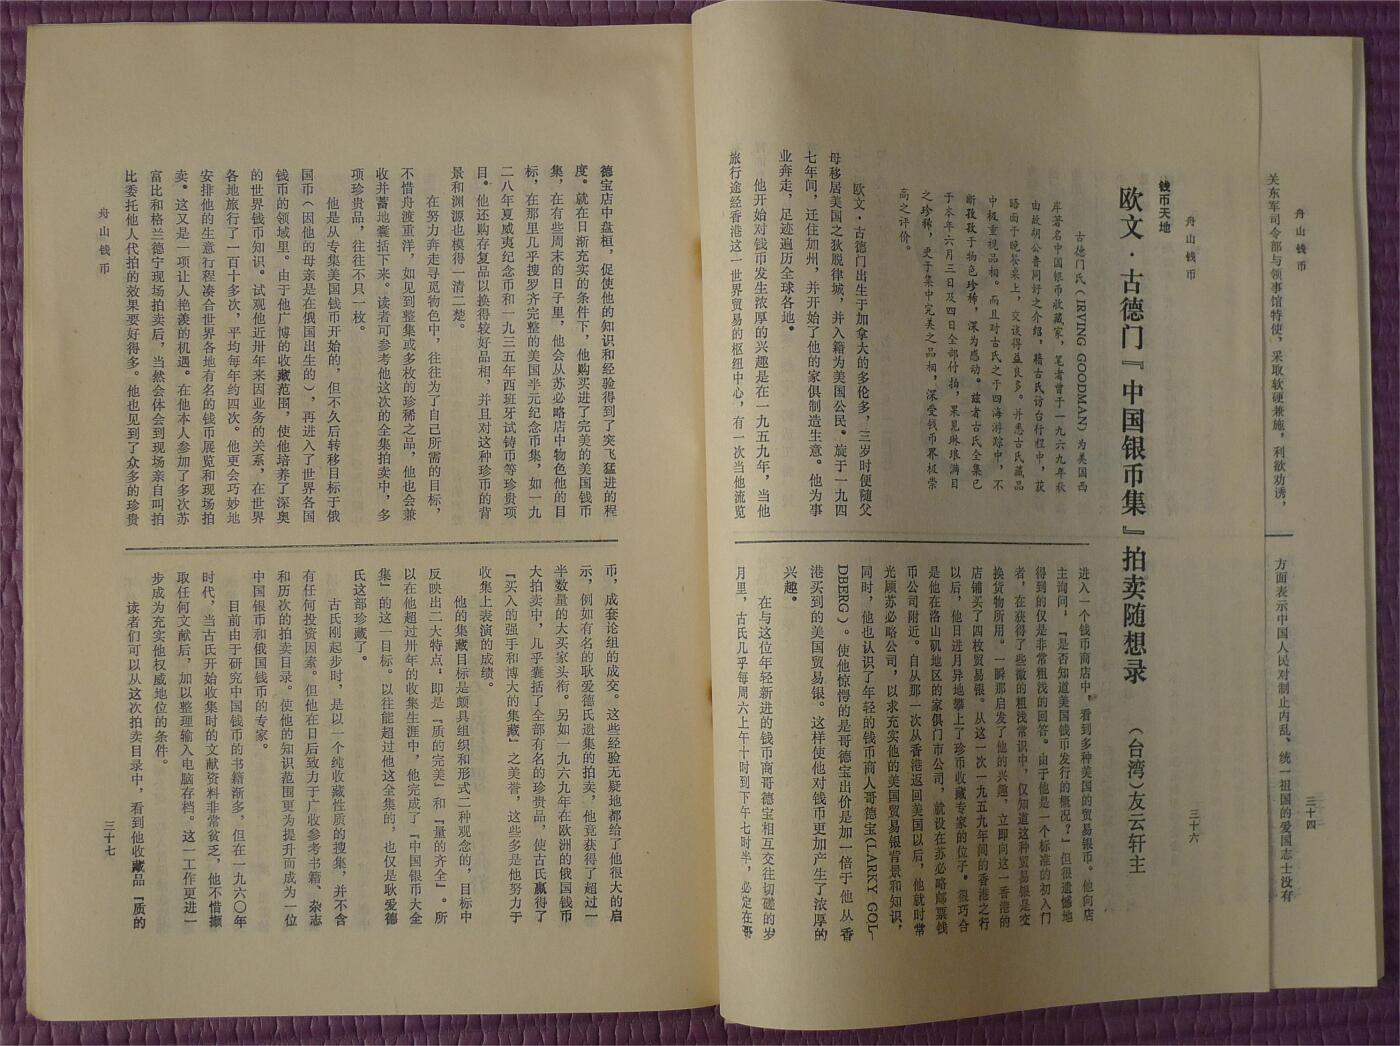 舟山钱币
三十四
关东军司令部与领事馆特使，采取软硬兼施，利欲劝诱，
方面表示中国人民对制止内乱、统一祖国的爱国志士没有
舟山钱币
三十六
钱币天地
欧文·古德门『中国银币集』拍卖随想录
（台湾）友云轩主
古德门氏（IRVING GOODMAN）为美国西
岸著名中国银币收藏家，笔者曾于一九六九年秋
由故胡公鲁同好之介绍，藉古氏访台行程中，获
晤面于晚餐桌上，交谈得益良多。并悉古氏藏品
中极重视品相。而且对古氏之于四海游踪中，不
断孜孜于物色珍稀，深为感动。兹者古氏全集已
于本年六月三日及四日全部付拍，果见琳琅满目
之珍稀，更于集中完美之品相，深受钱币界极崇
高之评价。
欧文·古德门出生于加拿大的多伦多，三岁时便随父
母移居美国之狄脱律城，并入籍为美国公民。旋于一九四
七年间，迁住加州，并开始了他的家俱制造生意。他为事
业奔走，足迹遍历全球各地。
他开始对钱币发生浓厚的兴趣是在一九五九年，当他
旅行途经香港这一世界贸易的枢纽中心，有一次当他流览
进入一个钱币商店中，看到多种美国的贸易银币。他向店
主询问，『是否知道美国钱币发行的概况？』但很遗憾地
得到的仅是非常粗浅的回答。由于他是一个标准的初入门
者，在获得了些微的粗浅常识中，仅知道这种贸易银是交
换货物所用。一瞬那启发了他的兴趣，立即向这一香港的
店铺买了四枚贸易银。从这一次一九五九年间的香港之行
以后，他日进月异地攀上了珍币收藏专家的位子。很巧合
是他在洛山矶地区的家俱门市公司，就设在苏必略邮票钱
币公司附近。自从那一次从香港返回美国以后，他就时常
光顾苏必略公司，以求充实他的美国贸易银背景和知识，
同时，他也认识了年轻的钱币商人哥德宝(LARKY GOL-
DBERG）。使他惊愕的是哥德宝出价是加一倍于他从香
港买到的美国贸易银。这样使他对钱币更加产生了浓厚的
兴趣。
在与这位年轻新进的钱币商哥德宝相互交往切磋的岁
月里，古氏几乎每周六上午十时到下午七时半，必定在哥
德宝店中盘桓，促使他的知识和经验得到了突飞猛进的程
度。就在日渐充实的条件下，他购买进了完美的美国钱币
集，在有些周末的日子里，他会从苏必略店中物色他的目
标，在那里几乎搜罗齐完整的美国半元纪念币集，如一九
二八年夏威夷纪念币和一九三五年西班牙试铸币等珍贵项
目。他还购存复品以换得较好品相，并且对这种珍币的背
景和渊源也模得一清二楚。
在努力奔走寻觅物色中，往往为了自己所需的目标，
不惜舟渡重洋，如见到整集或多枚的珍稀之品，他也会兼
收并蓄地囊括下来。读者可参考他这次的全集拍卖中，多
项珍贵品，往往不只一枚。
他是从专集美国钱币开始的，但不久后转移目标于俄
国币（因他的母亲是在俄国出生的），再进入了世界各国
钱币的领域里。由于他广博的收藏范围，使他培养了深奥
的世界钱币知识。试观他近卅年来因业务的关系，在世界
各地旅行了一百十多次，平均每年约四次。他更会巧妙地
安排他的生意行程凑合世界各地有名的钱币展览和现场拍
卖。这又是一项让人艳羡的机遇。在他本人参加了多次苏
富比和格兰德宁现场拍卖后，当然会体会到现场亲自叫拍
比委托他人代拍的效果要好得多。他也见到了众多的珍贵
币，成套论组的成交。这些经验无疑地都给了他很大的启
示，例如有名的耿爱德氏遗集的拍卖，他竟获得了超过一
半数量的大买家头衔。另如一九六九年在欧洲的俄国钱币
大拍卖中，几乎囊括了全部有名的珍贵品，使古氏赢得了
『买入的强手和博大的集藏』之美誉，这些多是他努力于
收集上表演的成绩。
他的集藏目标是颇具组织和形式二种观念的，目标中
反映出二大特点，即是『质的完美』和『量的齐全』。所
以在他超过卅年的收集生涯中，他完成了『中国银币大全
集』的这一目标。以往能超过他这全集的，也仅是耿爱德
氏这部珍藏了。
古氏刚起步时，是以一个纯收藏性质的搜集，并不含
有任何投资因素。但他在日后致力于广收参考书籍、杂志
和历次的拍卖目录。使他的知识范围更为提升而成为一位
中国银币和俄国钱币的专家。
目前由于研究中国钱币的书籍渐多，但在一九六〇年
时代，当古氏开始收集时的文献资料非常贫乏，他不惜撷
取任何文献后，加以整理输入电脑存档。这一工作更进一
步成为充实他权威地位的条件。
读者们可以从这次拍卖目录中，看到他收藏品『质的
舟山钱币
三十七